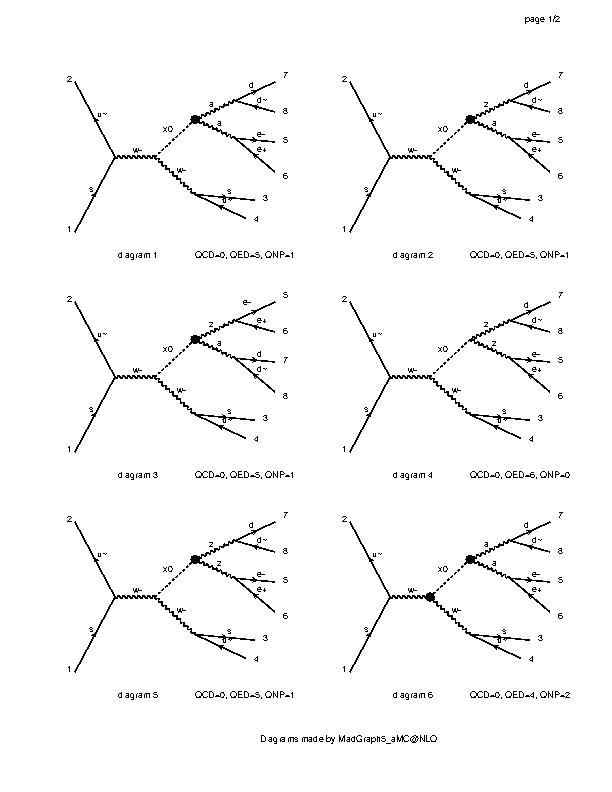 page 1/2
2
7
d
d~
8
a
a
e-
5
e+
6
x0
u~
w-
w-
s
s
3
4
1
diagram 1 QCD=0, QED=5, QNP=1
2
7
d
d~
8
z
a
e-
5
e+
6
x0
u~
w-
w-
s
s
3
4
1
diagram 2 QCD=0, QED=5, QNP=1
2
5
e-
e+
6
z
a
d
7
d~
8
x0
u~
w-
w-
s
s
3
4
1
diagram 3 QCD=0, QED=5, QNP=1
2
7
d
d~
8
z
z
e-
5
e+
6
x0
u~
w-
w-
s
s
3
4
1
diagram 4 QCD=0, QED=6, QNP=0
2
7
d
d~
8
z
z
e-
5
e+
6
x0
u~
w-
w-
s
s
3
4
1
diagram 5 QCD=0, QED=5, QNP=1
2
7
d
d~
8
a
a
e-
5
e+
6
x0
u~
w-
w-
s
s
3
4
1
diagram 6 QCD=0, QED=4, QNP=2
Diagrams made by MadGraph5_aMC@NLO